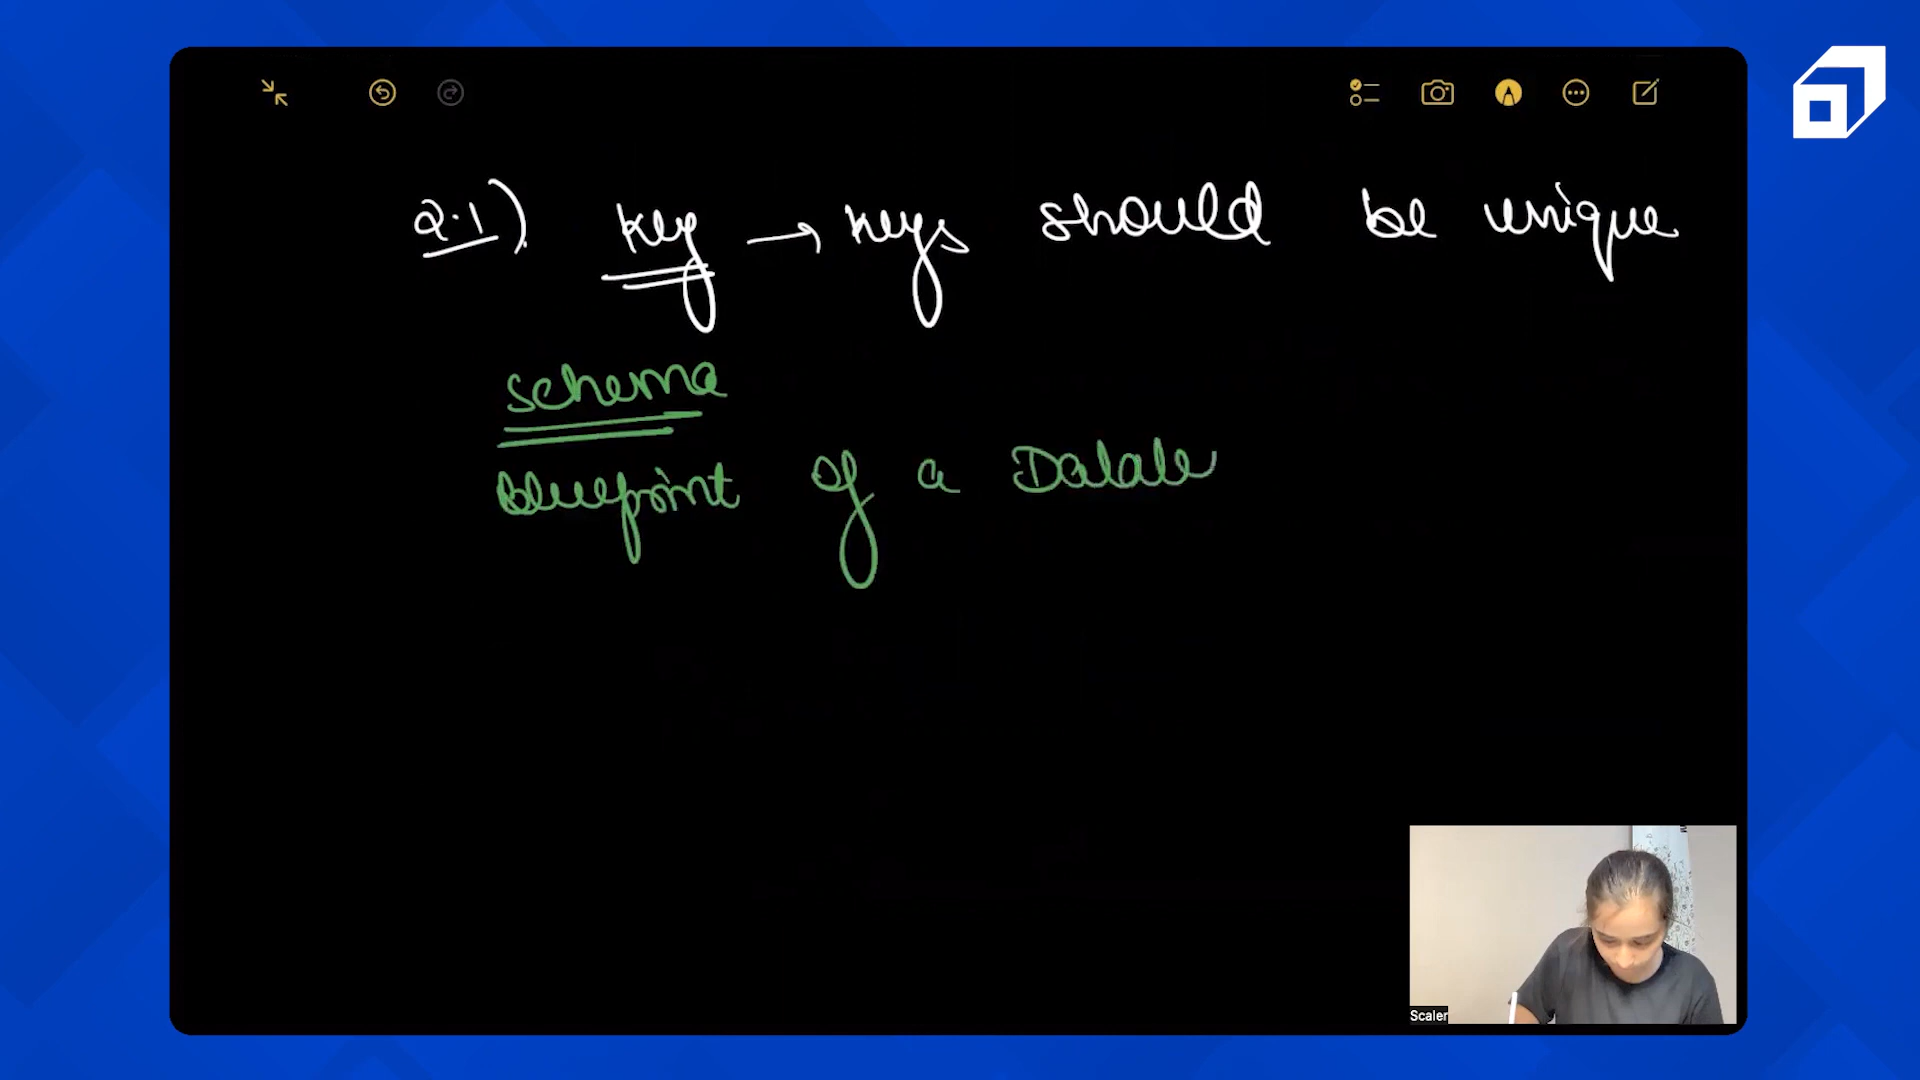 Q.1) key → keys should be unique
schema
Blueprint of a Datab
Scaler